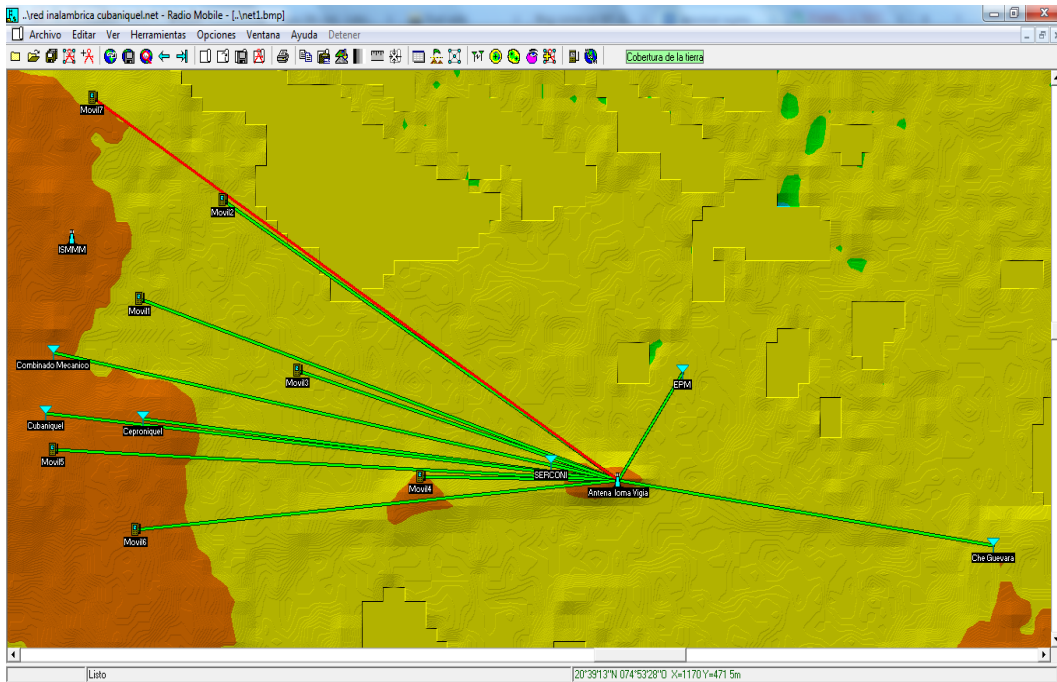 ..\red inalambrica cubaniquel.net - Radio Mobile - [..\net1.bmp]
Archivo Editar Ver Herramientas Opciones Ventana Ayuda Detener
Cobertura de la tierra
Movil7
Movil2
ISMMM
Movil1
Combinado Mecanico
Movil3
EPM
Cubaniquel
Ceproniquel
Movil5
SERCONI
Movil4
Antena loma Vigia
Movil6
Che Guevara
Listo
20°39'13"N 074°53'28"O X=1170 Y=471 5m